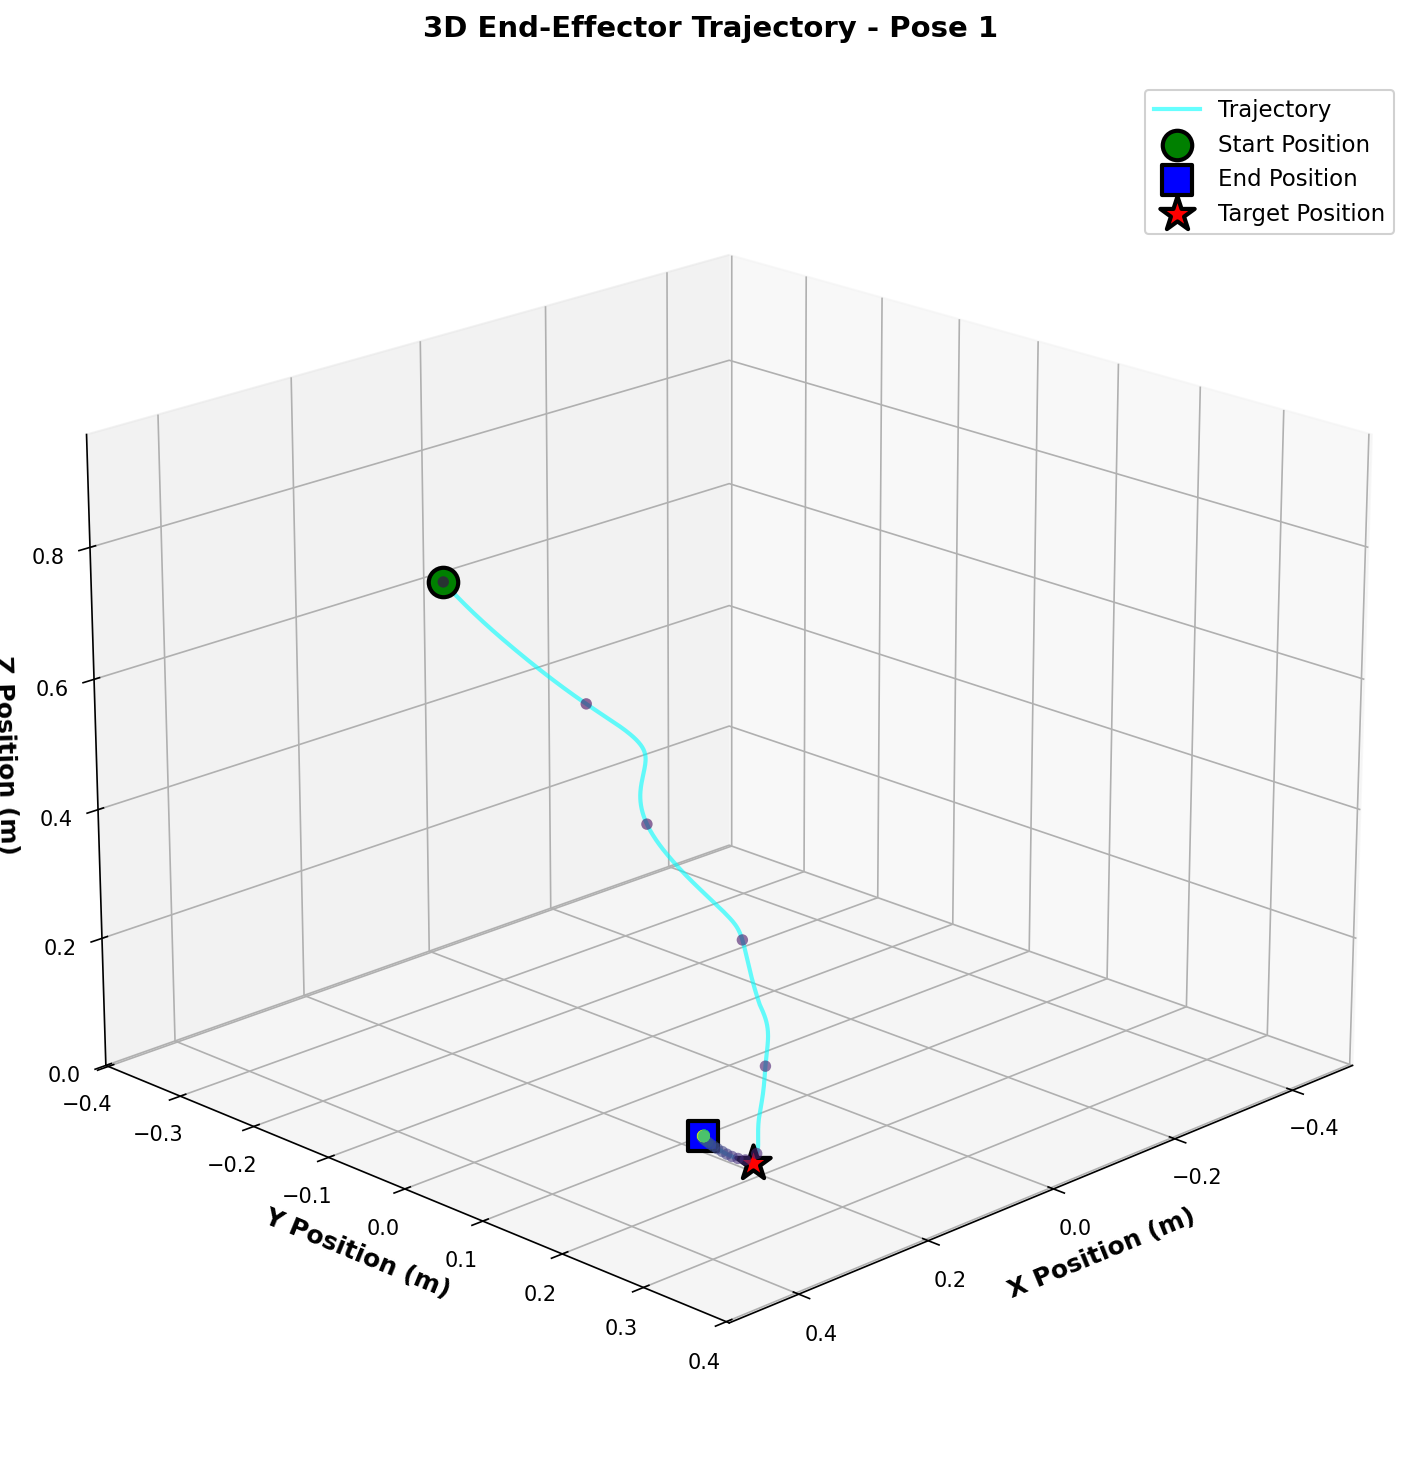 3D End-Effector Trajectory - Pose 1
Trajectory
Start Position
End Position
Target Position
0.8
0.6
0.4
0.2
0.0
Z Position (m)
−0.4
−0.3
−0.2
−0.1
0.0
0.1
0.2
0.3
0.4
Y Position (m)
0.4
0.2
0.0
−0.2
−0.4
X Position (m)